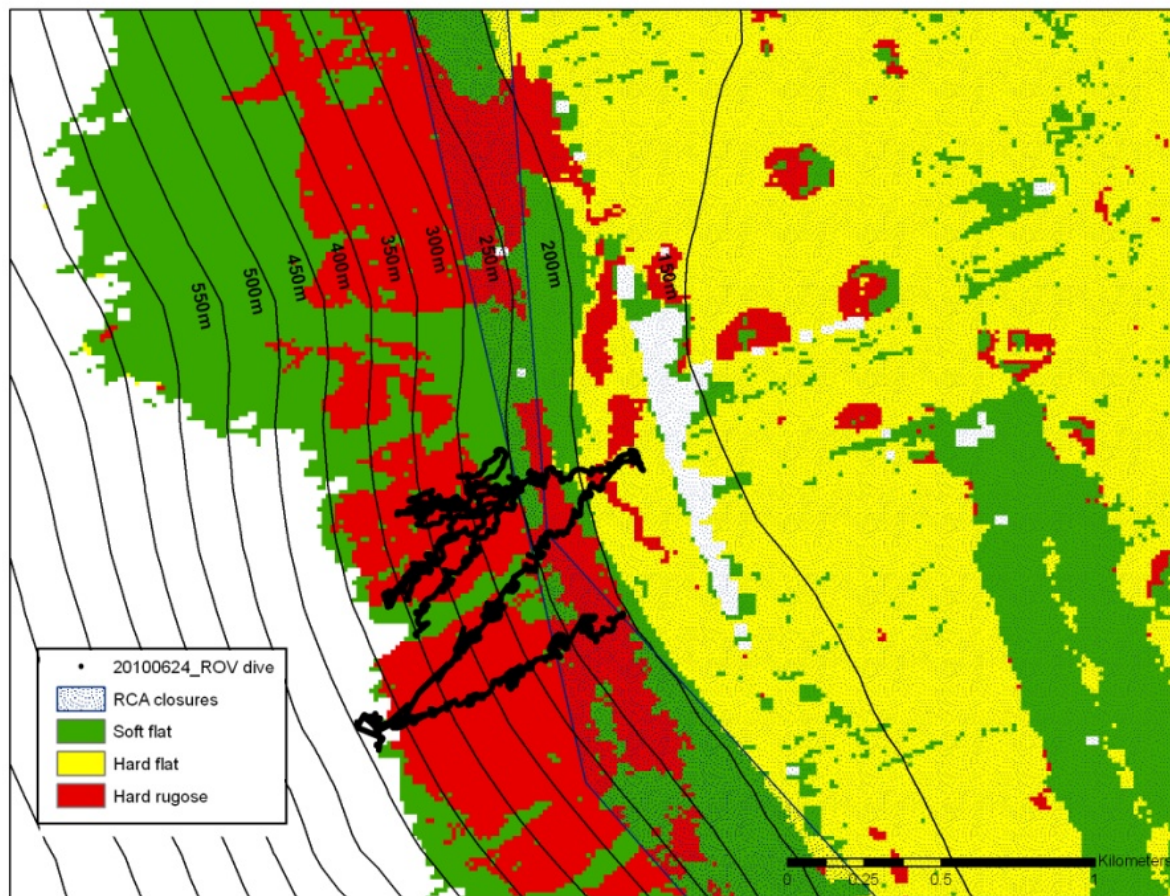 550m
500m
450m
400m
350m
300m
250m
200m
150m
20100624_ROV dive
RCA closures
Soft flat
Hard flat
Hard rugose
Kilometers
0 0.25 0.5 1